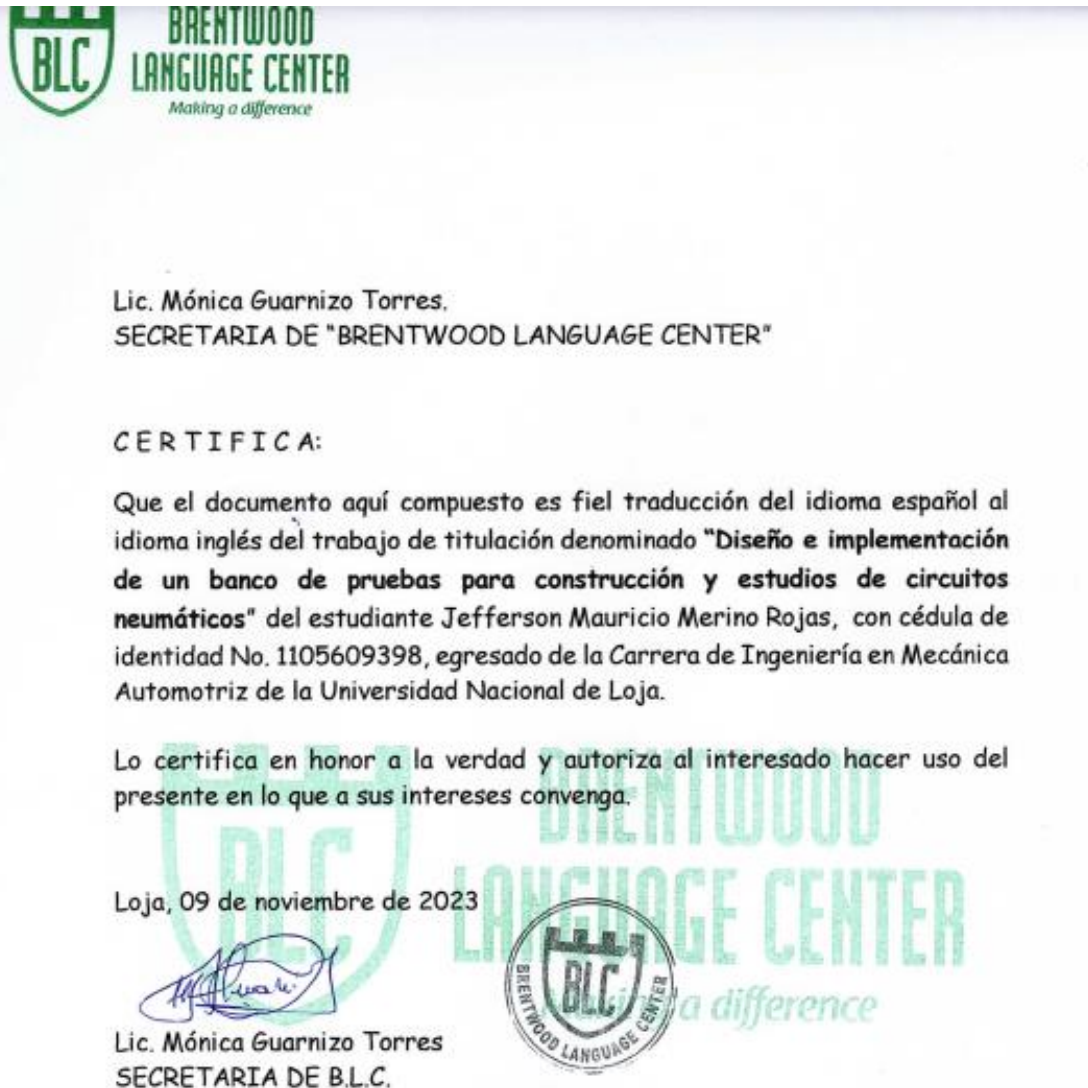 BLC
BRENTWOOD
LANGUAGE CENTER
Making a difference
Lic. Mónica Guarnizo Torres.
SECRETARIA DE "BRENTWOOD LANGUAGE CENTER"
C E R T I F I C A:
Que el documento aquí compuesto es fiel traducción del idioma español al
idioma inglés del trabajo de titulación denominado "Diseño e implementación
de un banco de pruebas para construcción y estudios de circuitos
neumáticos" del estudiante Jefferson Mauricio Merino Rojas, con cédula de
identidad No. 1105609398, egresado de la Carrera de Ingeniería en Mecánica
Automotriz de la Universidad Nacional de Loja.
Lo certifica en honor a la verdad y autoriza al interesado hacer uso del
presente en lo que a sus intereses convenga.
BLC
BRENTWOOD
LANGUAGE CENTER
a difference
Loja, 09 de noviembre de 2023
BLC
BRENTWOOD LANGUAGE CENTER
Lic. Mónica Guarnizo Torres
SECRETARIA DE B.L.C.